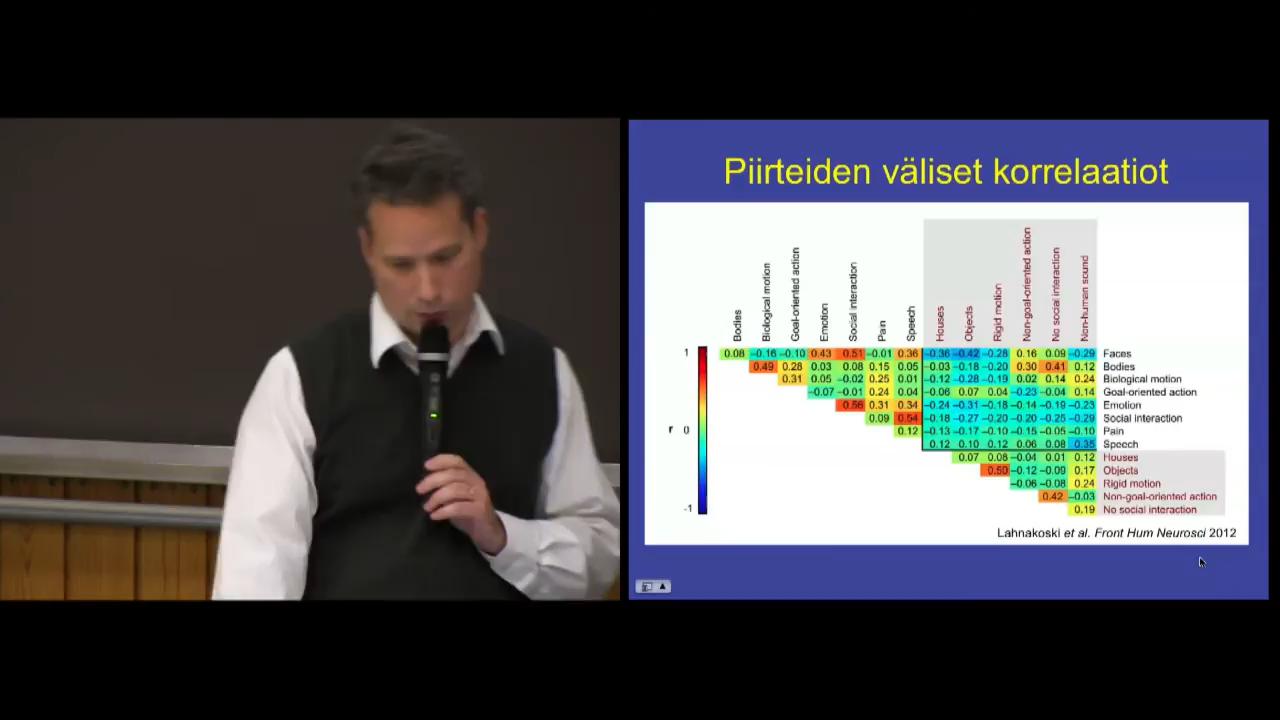 Piirteiden väliset korrelaatiot
Bodies
Biological motion
Goal-oriented action
Emotion
Social interaction
Pain
Speech
Houses
Objects
Rigid motion
Non-goal-oriented action
No social interaction
Non-human sound
1
r 0
-1
0.08 -0.16 -0.10 0.43 0.51 -0.01 0.36 -0.36 -0.42 -0.28 0.16 0.09 -0.29 Faces
0.49 0.28 0.03 0.08 0.15 0.05 -0.03 -0.18 -0.20 0.30 0.41 0.12 Bodies
0.31 0.05 -0.02 0.25 0.01 -0.12 -0.28 -0.19 0.02 0.14 0.24 Biological motion
-0.07 -0.01 0.24 0.04 -0.06 0.07 0.04 -0.23 -0.04 0.14 Goal-oriented action
0.56 0.31 0.34 -0.24 -0.31 -0.18 -0.14 -0.19 -0.23 Emotion
0.09 0.54 -0.18 -0.27 -0.20 -0.20 -0.25 -0.29 Social interaction
0.12 -0.13 -0.17 -0.10 -0.15 -0.05 -0.10 Pain
0.12 0.10 0.12 0.06 0.08 0.35 Speech
0.07 0.08 -0.04 0.01 0.12 Houses
0.50 -0.12 -0.09 0.17 Objects
-0.06 -0.08 0.24 Rigid motion
0.42 -0.03 Non-goal-oriented action
0.19 No social interaction
Lahnakoski et al. Front Hum Neurosci 2012